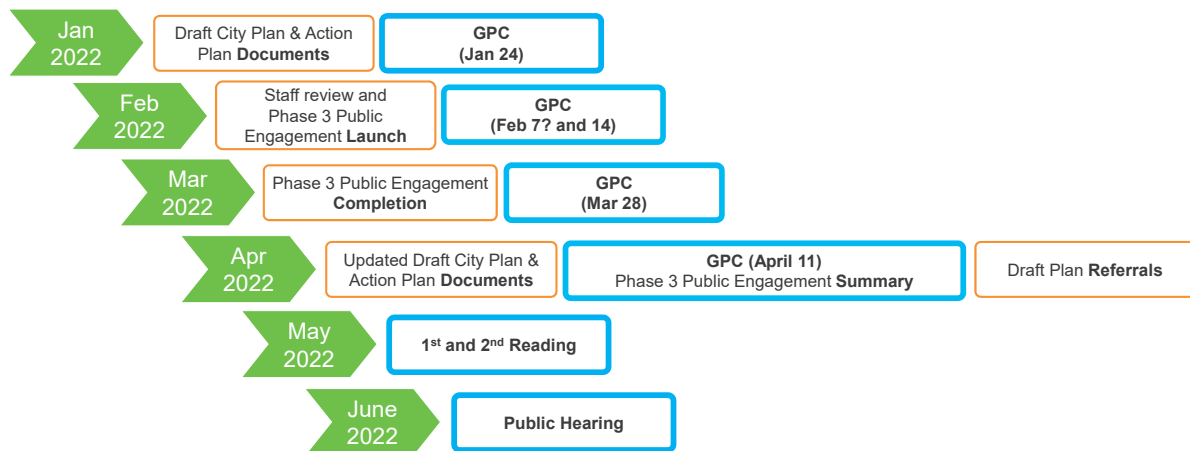 Jan
2022
Draft City Plan & Action
Plan Documents
GPC
(Jan 24)
Feb
2022
Staff review and
Phase 3 Public
Engagement Launch
GPC
(Feb 7? and 14)
Mar
2022
Phase 3 Public Engagement
Completion
GPC
(Mar 28)
Apr
2022
Updated Draft City Plan &
Action Plan Documents
GPC (April 11)
Phase 3 Public Engagement Summary
Draft Plan Referrals
May
2022
1st and 2nd Reading
June
2022
Public Hearing